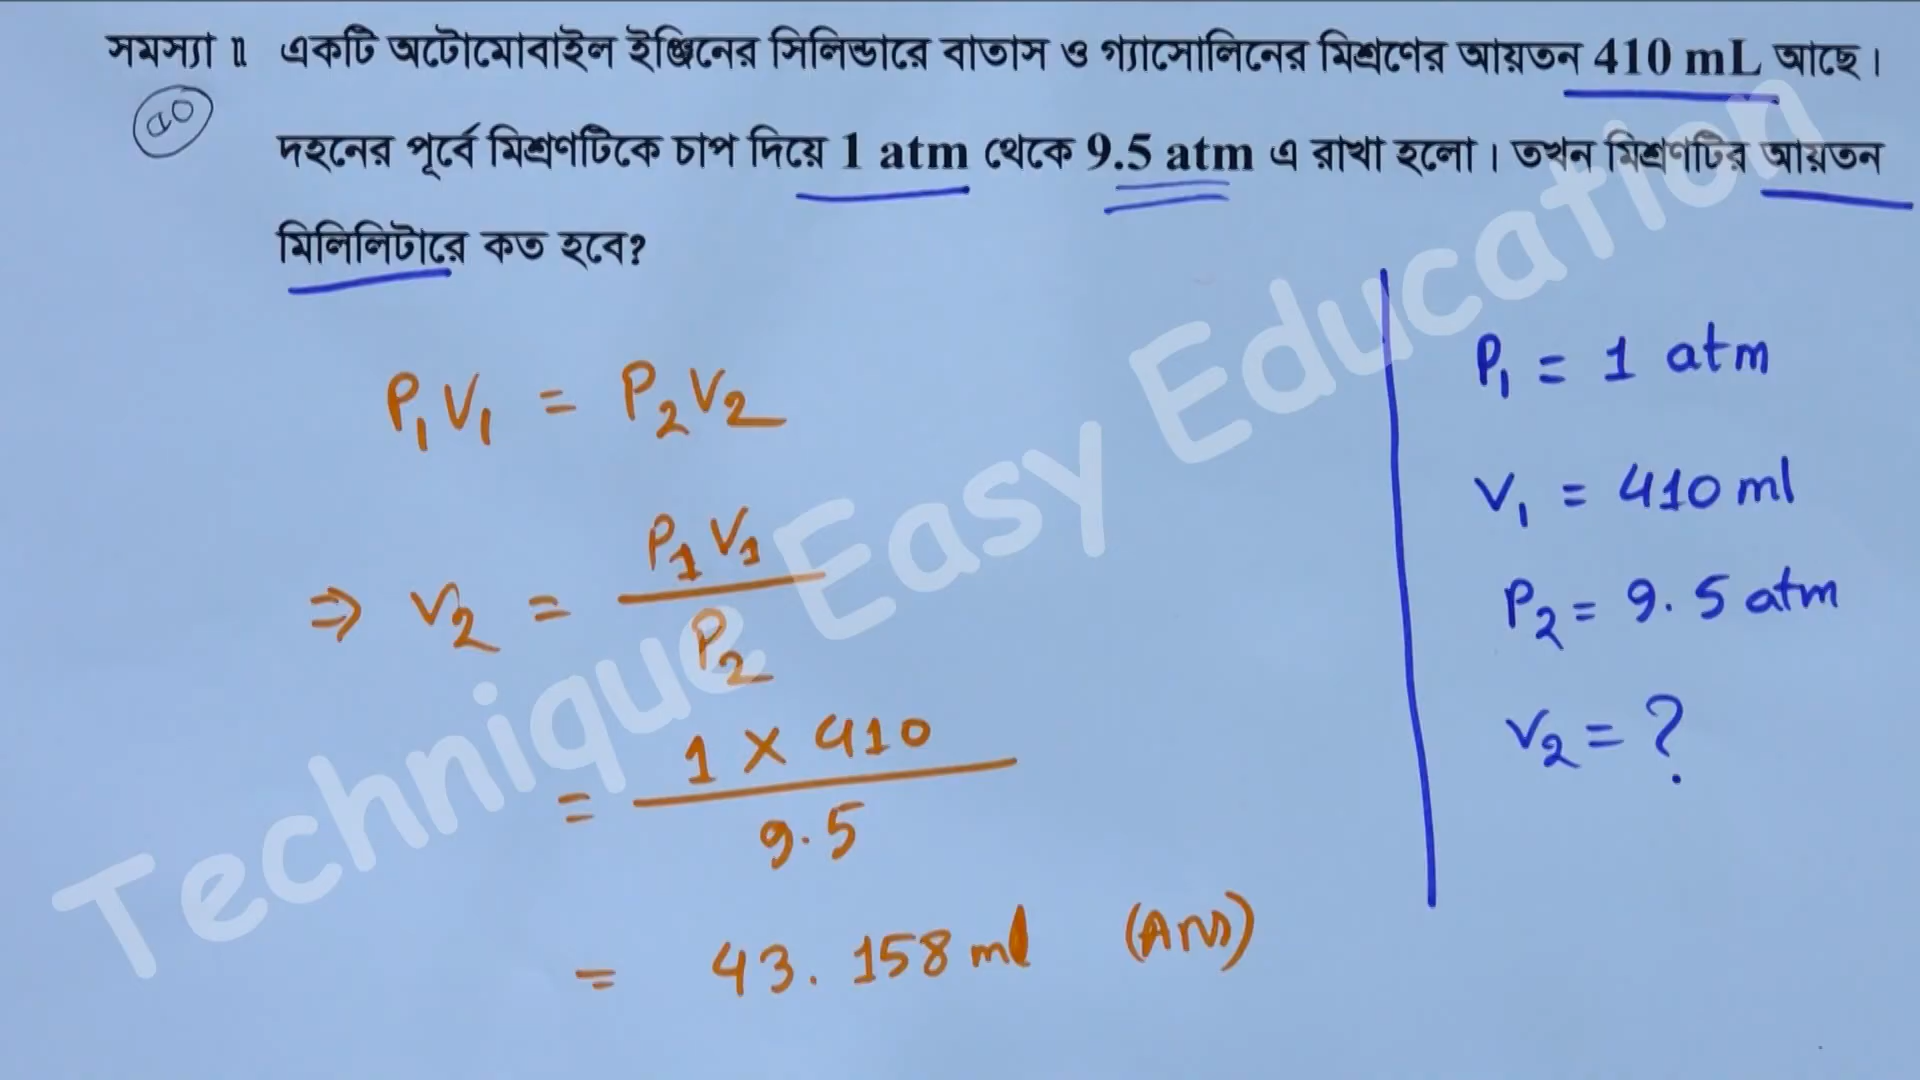 সমস্যা ॥ একটি অটোমোবাইল ইঞ্জিনের সিলিন্ডারে বাতাস ও গ্যাসোলিনের মিশ্রণের আয়তন 410 mL আছে।
দহনের পূর্বে মিশ্রণটিকে চাপ দিয়ে 1 atm থেকে 9.5 atm এ রাখা হলো। তখন মিশ্রণটির আয়তন
মিলিলিটারে কত হবে?
P₁V₁ = P₂V₂
⇒ V₂ = P₁V₁ / P₂
= 1 × 410 / 9.5
= 43.158 ml (Ans)
P₁ = 1 atm
V₁ = 410 ml
P₂ = 9.5 atm
V₂ = ?
Technique Easy Education